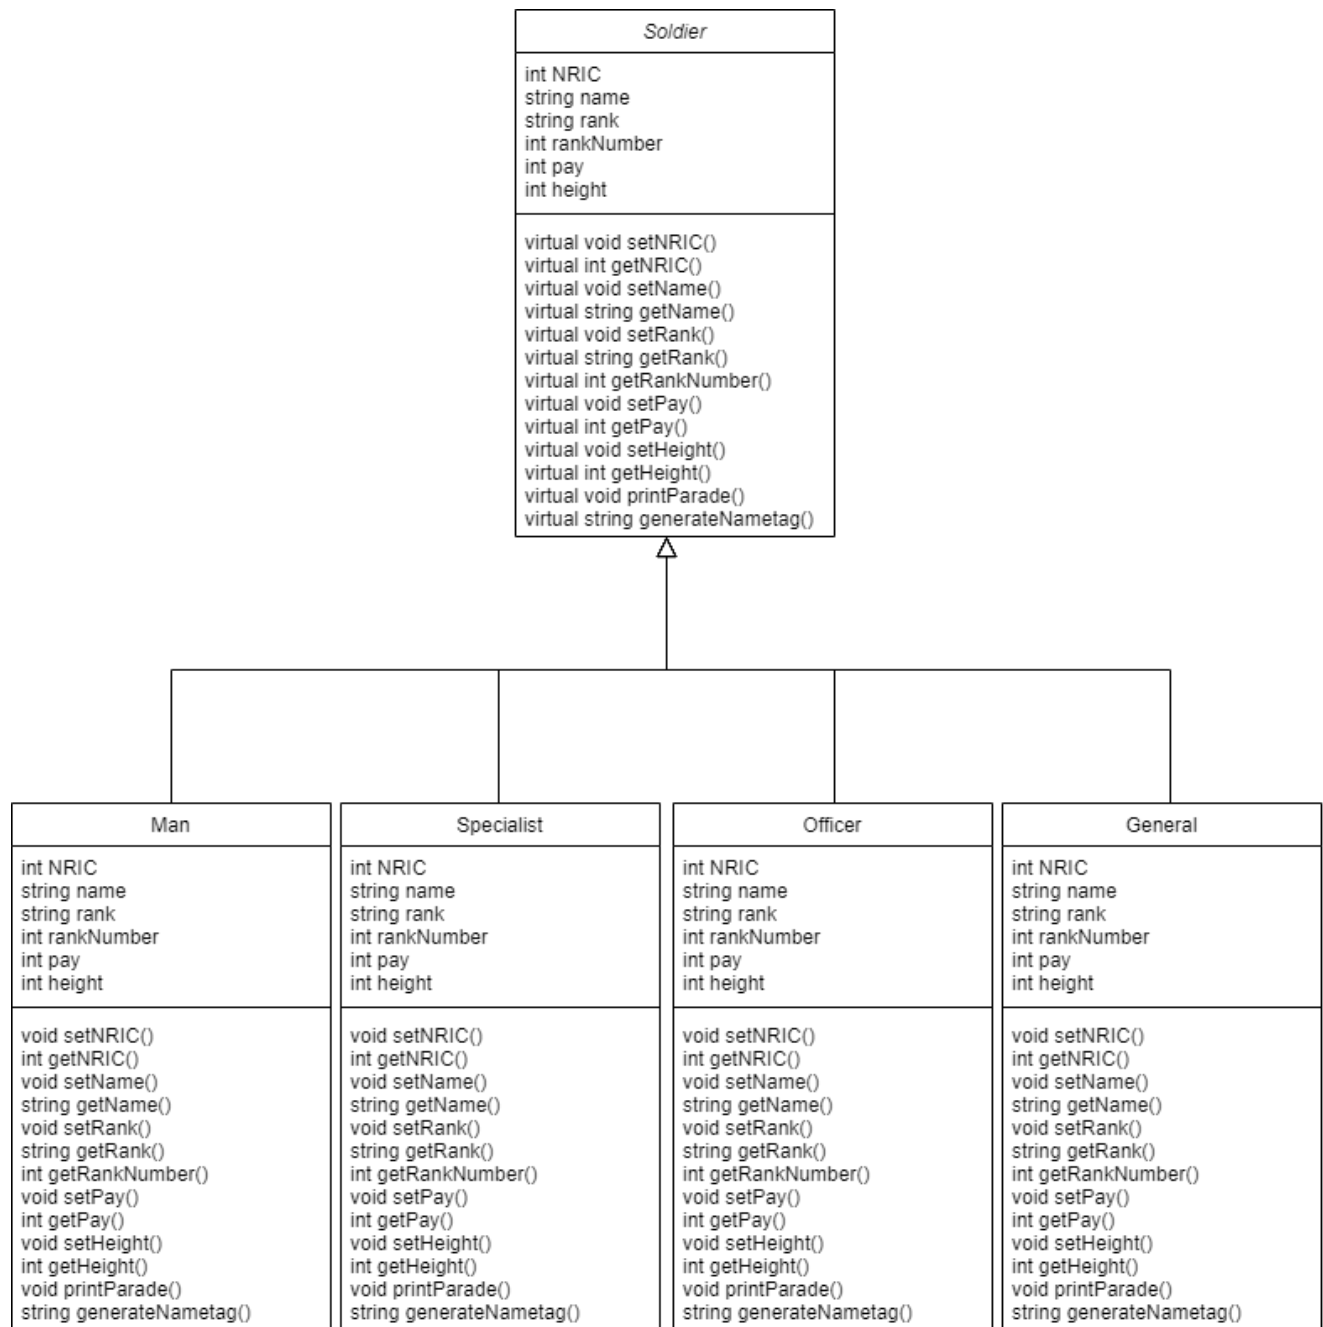 Soldier
int NRIC
string name
string rank
int rankNumber
int pay
int height
virtual void setNRIC()
virtual int getNRIC()
virtual void setName()
virtual string getName()
virtual void setRank()
virtual string getRank()
virtual int getRankNumber()
virtual void setPay()
virtual int getPay()
virtual void setHeight()
virtual int getHeight()
virtual void printParade()
virtual string generateNametag()
Man
int NRIC
string name
string rank
int rankNumber
int pay
int height
void setNRIC()
int getNRIC()
void setName()
string getName()
void setRank()
string getRank()
int getRankNumber()
void setPay()
int getPay()
void setHeight()
int getHeight()
void printParade()
string generateNametag()
Specialist
int NRIC
string name
string rank
int rankNumber
int pay
int height
void setNRIC()
int getNRIC()
void setName()
string getName()
void setRank()
string getRank()
int getRankNumber()
void setPay()
int getPay()
void setHeight()
int getHeight()
void printParade()
string generateNametag()
Officer
int NRIC
string name
string rank
int rankNumber
int pay
int height
void setNRIC()
int getNRIC()
void setName()
string getName()
void setRank()
string getRank()
int getRankNumber()
void setPay()
int getPay()
void setHeight()
int getHeight()
void printParade()
string generateNametag()
General
int NRIC
string name
string rank
int rankNumber
int pay
int height
void setNRIC()
int getNRIC()
void setName()
string getName()
void setRank()
string getRank()
int getRankNumber()
void setPay()
int getPay()
void setHeight()
int getHeight()
void printParade()
string generateNametag()